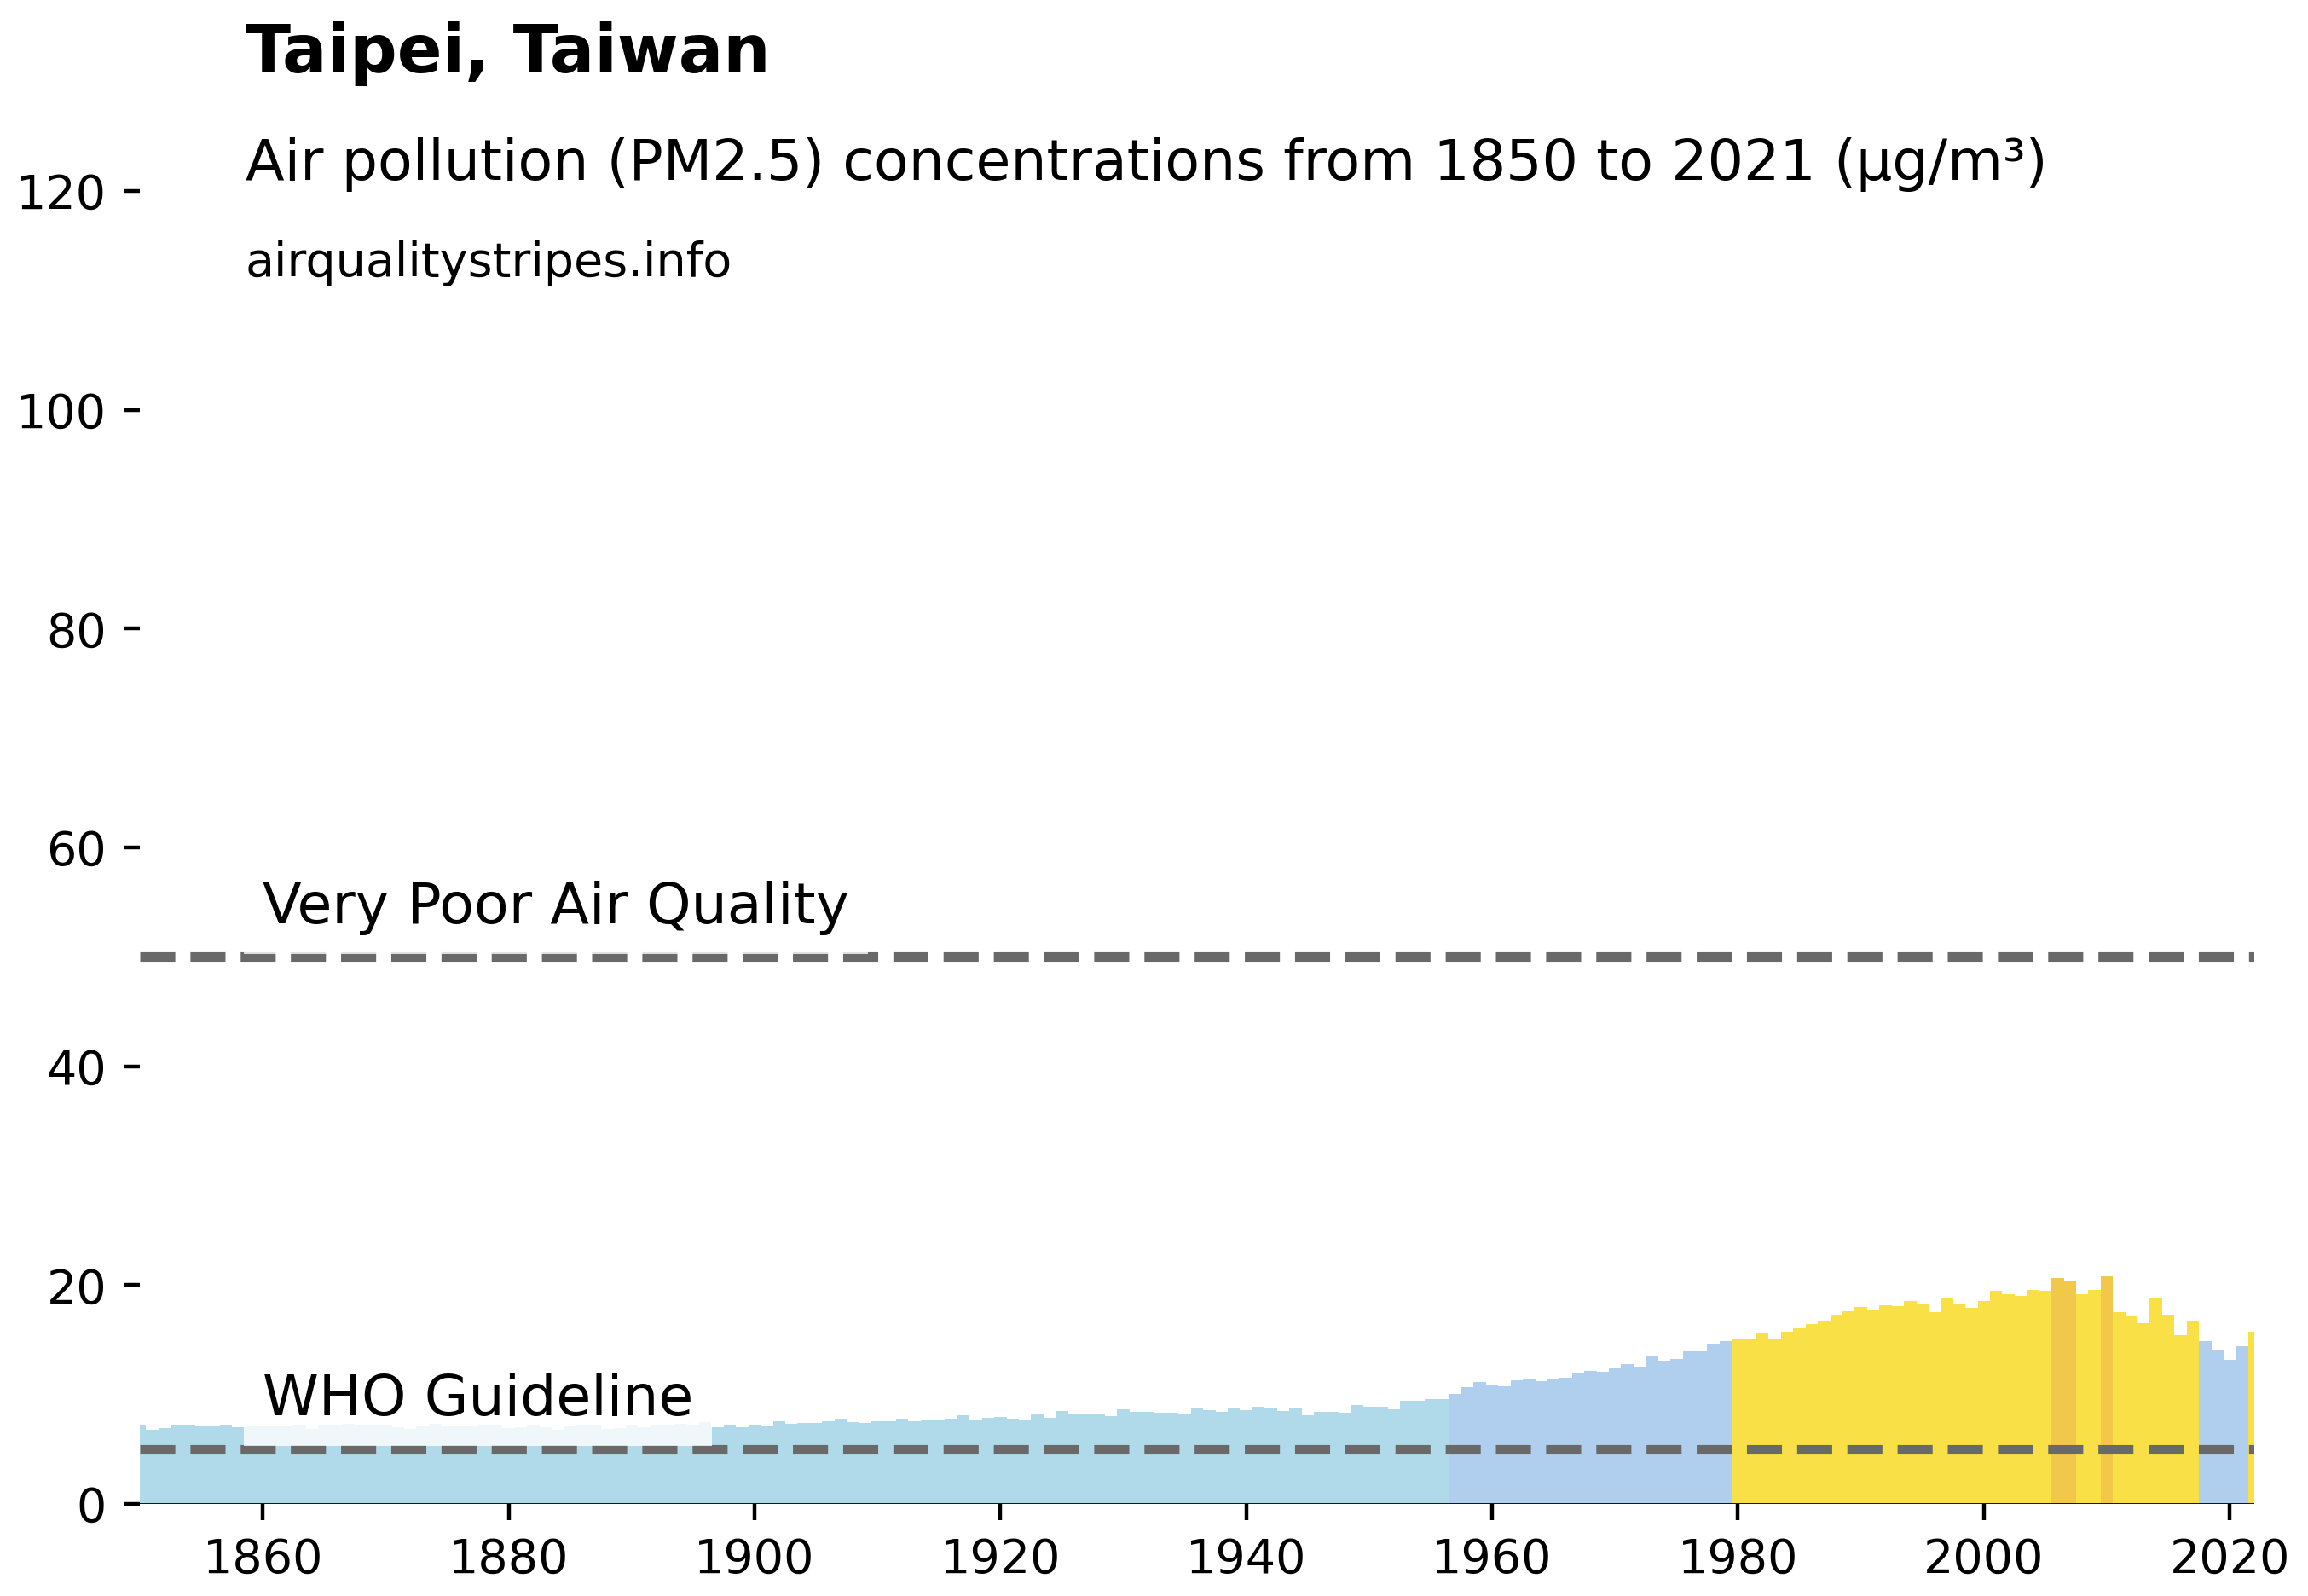 Taipei, Taiwan
Air pollution (PM2.5) concentrations from 1850 to 2021 (µg/m³)
airqualitystripes.info
120
100
80
60
Very Poor Air Quality
40
20
WHO Guideline
0
1860 1880 1900 1920 1940 1960 1980 2000 2020